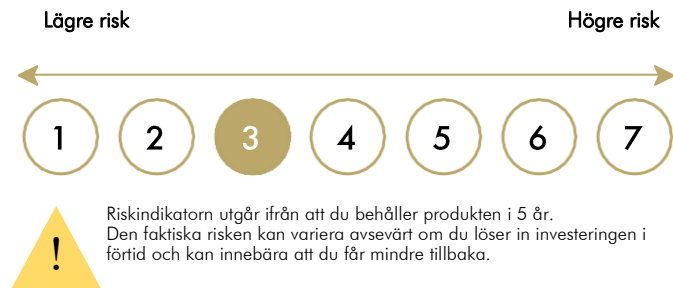 Lägre risk Högre risk
1 2 3 4 5 6 7
Riskindikatorn utgår ifrån att du behåller produkten i 5 år.
! Den faktiska risken kan variera avsevärt om du löser in investeringen i
förtid och kan innebära att du får mindre tillbaka.